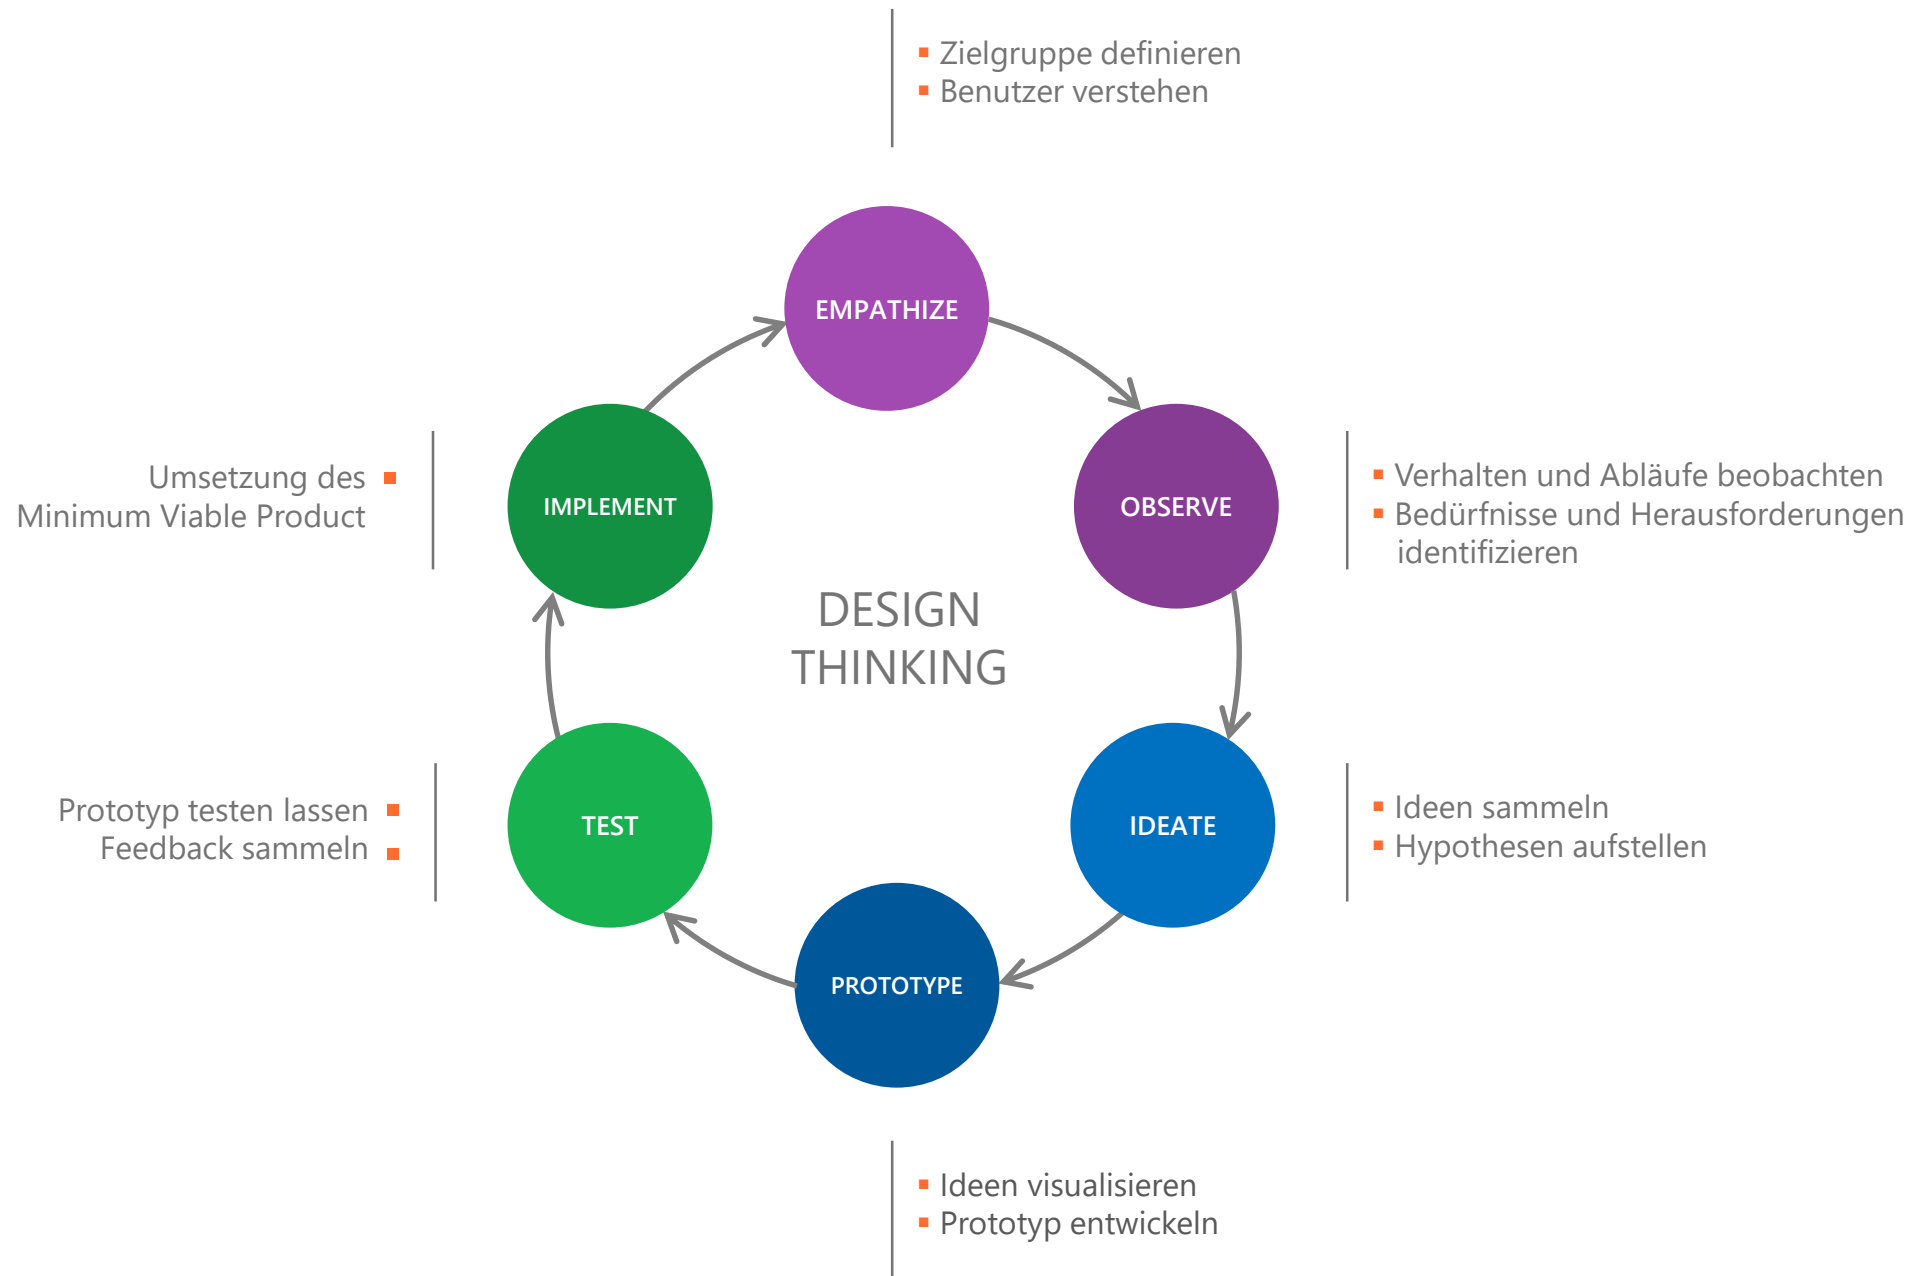 Zielgruppe definieren
Benutzer verstehen
EMPATHIZE
OBSERVE
Verhalten und Abläufe beobachten
Bedürfnisse und Herausforderungen
identifizieren
IDEATE
Ideen sammeln
Hypothesen aufstellen
PROTOTYPE
Ideen visualisieren
Prototyp entwickeln
TEST
Prototyp testen lassen
Feedback sammeln
IMPLEMENT
Umsetzung des
Minimum Viable Product
DESIGN
THINKING